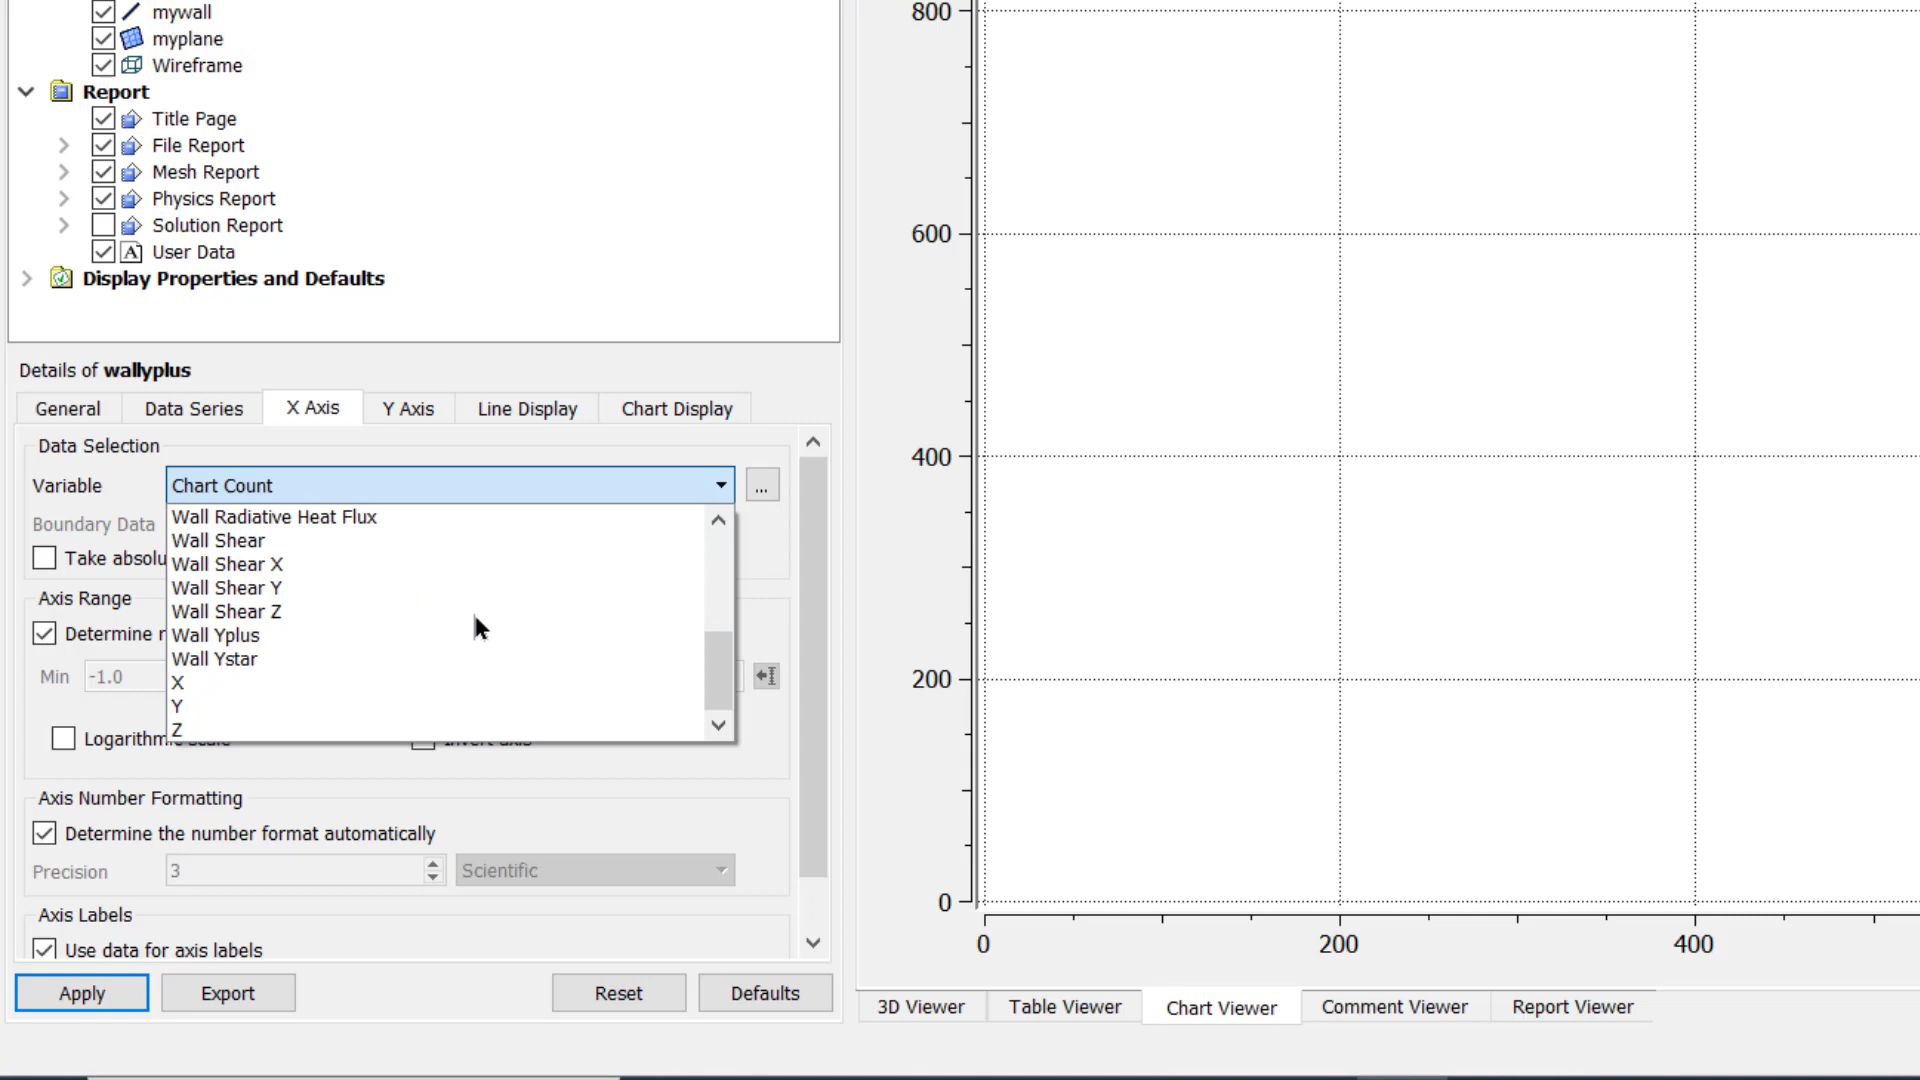 mywall
myplane
Wireframe
Report
Title Page
File Report
Mesh Report
Physics Report
Solution Report
A User Data
Display Properties and Defaults
Details of wallyplus
General Data Series X Axis Y Axis Line Display Chart Display
Data Selection
Variable Chart Count ...
Wall Radiative Heat Flux
Boundary Data
Wall Shear
Take absolu
Wall Shear X
Wall Shear Y
Axis Range
Wall Shear Z
Determine r
Wall Yplus
Wall Ystar
Min -1.0
X
Y
Z
Logarithmic scale Invert axis
Axis Number Formatting
Determine the number format automatically
Precision 3 Scientific
Axis Labels
Use data for axis labels
Apply Export Reset Defaults
800
600
400
200
0
0 200 400
3D Viewer Table Viewer Chart Viewer Comment Viewer Report Viewer